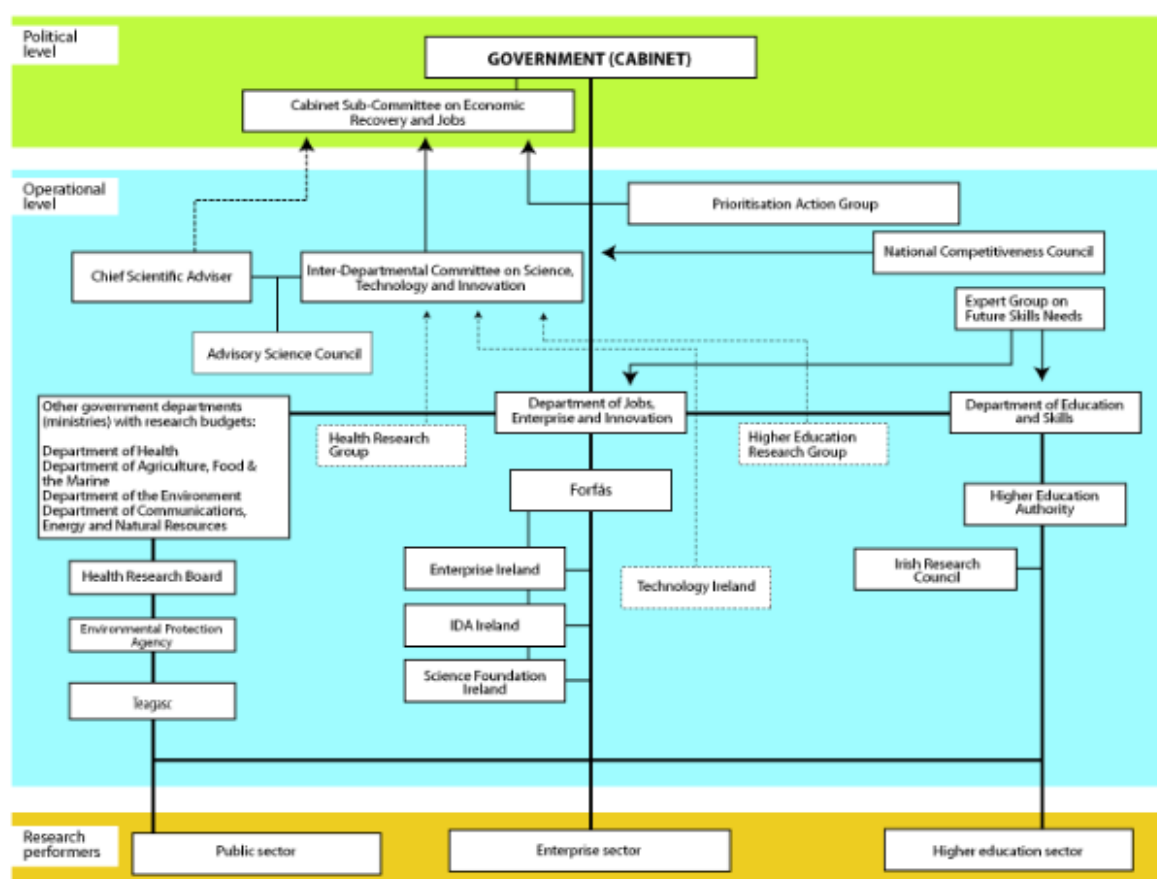 Political
level
GOVERNMENT (CABINET)
Cabinet Sub-Committee on Economic
Recovery and Jobs
Operational
level
Prioritisation Action Group
National Competitiveness Council
Chief Scientific Adviser
Inter-Departmental Committee on Science,
Technology and Innovation
Expert Group on
Future Skills Needs
Advisory Science Council
Other government departments
(ministries) with research budgets:
Department of Health
Department of Agriculture, Food &
the Marine
Department of the Environment
Department of Communications,
Energy and Natural Resources
Health Research
Group
Department of Jobs,
Enterprise and Innovation
Higher Education
Research Group
Department of Education
and Skills
Forfás
Higher Education
Authority
Health Research Board
Enterprise Ireland
Technology Ireland
Irish Research
Council
Environmental Protection
Agency
IDA Ireland
Science Foundation
Ireland
Teagasc
Research
performers
Public sector
Enterprise sector
Higher education sector